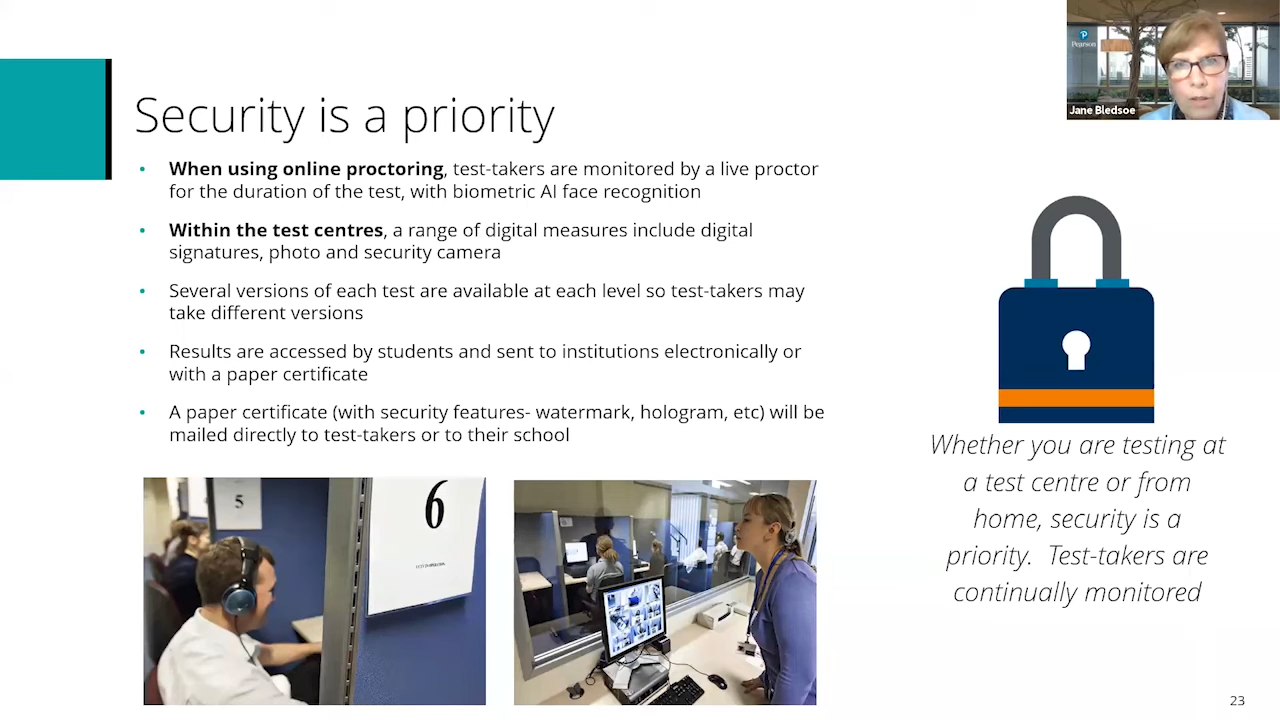 Pearson
Jane Bledsoe
Security is a priority
• When using online proctoring, test-takers are monitored by a live proctor
for the duration of the test, with biometric AI face recognition
• Within the test centres, a range of digital measures include digital
signatures, photo and security camera
• Several versions of each test are available at each level so test-takers may
take different versions
• Results are accessed by students and sent to institutions electronically or
with a paper certificate
• A paper certificate (with security features- watermark, hologram, etc) will be
mailed directly to test-takers or to their school
5
6
Whether you are testing at
a test centre or from
home, security is a
priority. Test-takers are
continually monitored
23